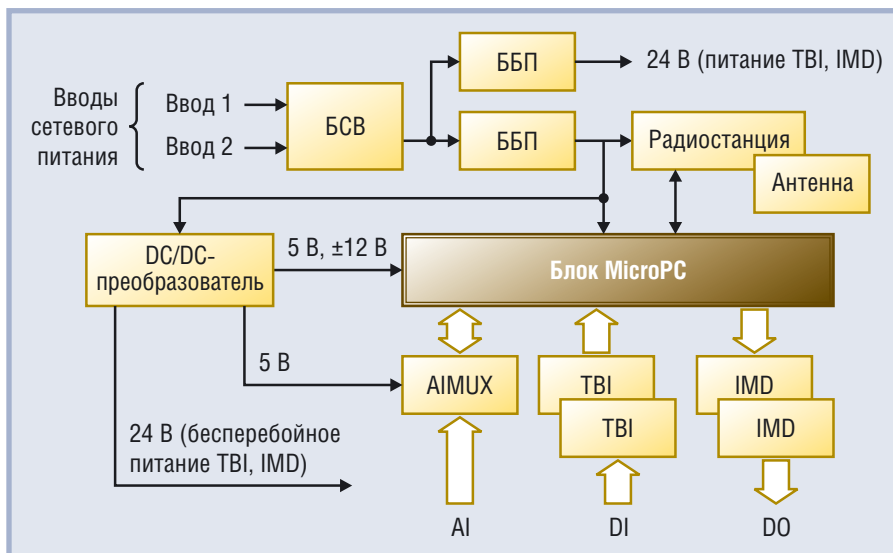 Вводы
сетевого
питания
Ввод 1
Ввод 2
БСВ
ББП
24 В (питание TBI, IMD)
ББП
Радиостанция
Антенна
DC/DC-
преобразователь
5 В, ±12 В
Блок MicroPC
5 В
AIMUX
TBI
TBI
IMD
IMD
24 В (бесперебойное
питание TBI, IMD)
AI
DI
DO